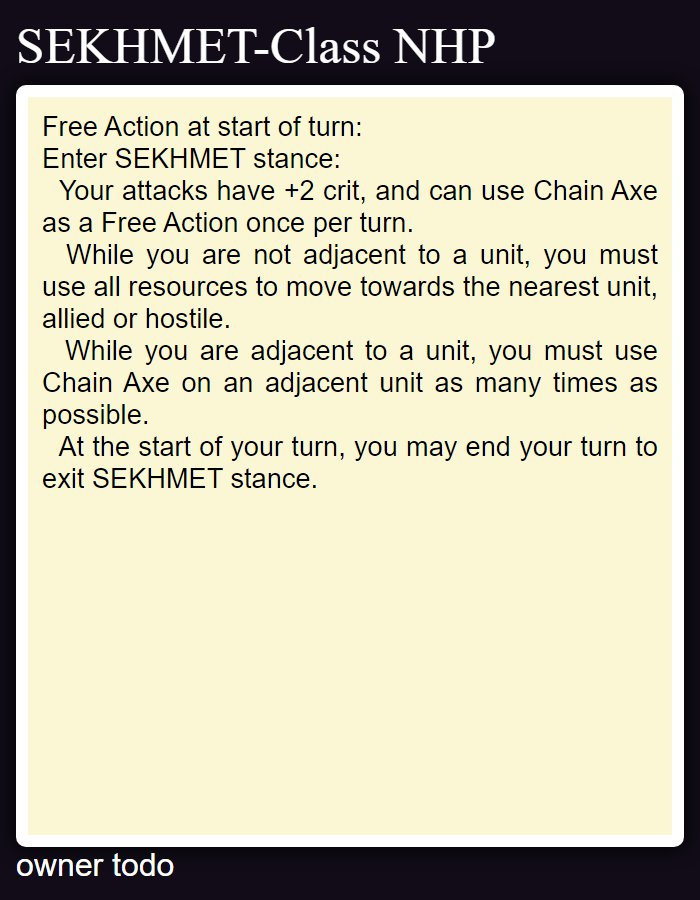 SEKHMET-Class NHP
Free Action at start of turn:
Enter SEKHMET stance:
Your attacks have +2 crit, and can use Chain Axe
as a Free Action once per turn.
While you are not adjacent to a unit, you must
use all resources to move towards the nearest unit,
allied or hostile.
While you are adjacent to a unit, you must use
Chain Axe on an adjacent unit as many times as
possible.
At the start of your turn, you may end your turn to
exit SEKHMET stance.
owner todo